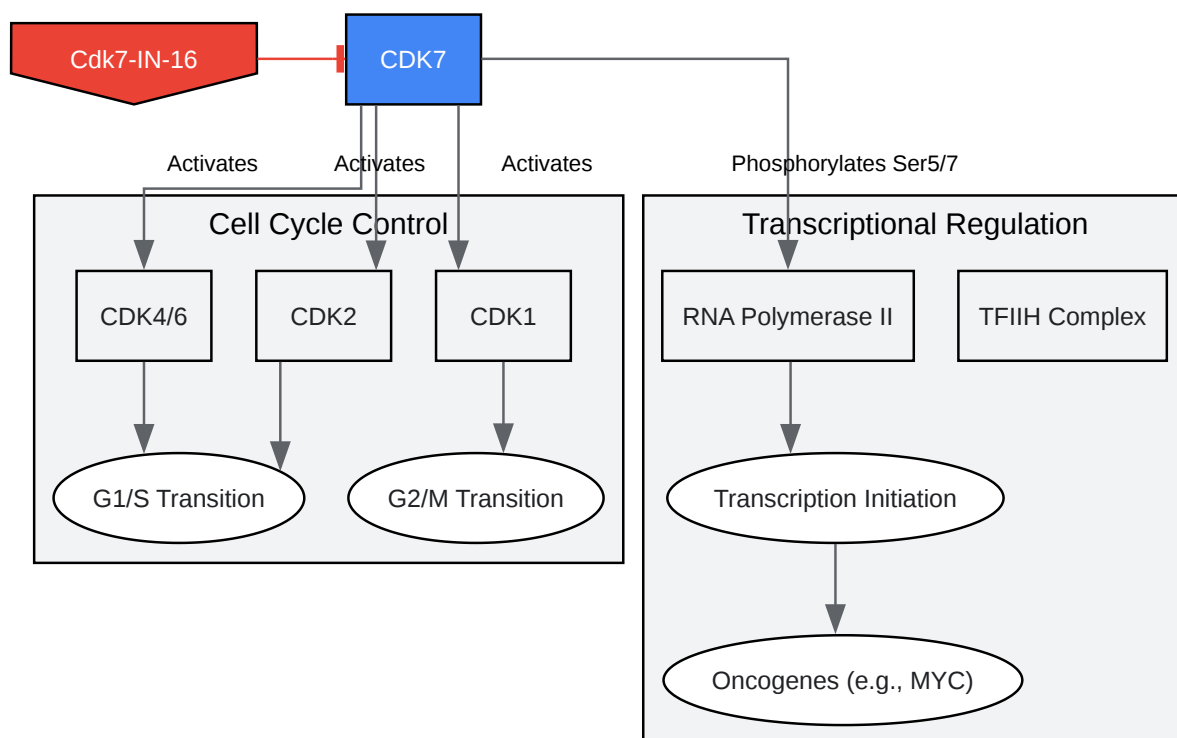 Cdk7-IN-16
CDK7
Activates
Activates
Activates
Phosphorylates Ser5/7
Cell Cycle Control
Transcriptional Regulation
CDK4/6
CDK2
CDK1
RNA Polymerase II
TFIIH Complex
G1/S Transition
G2/M Transition
Transcription Initiation
Oncogenes (e.g., MYC)